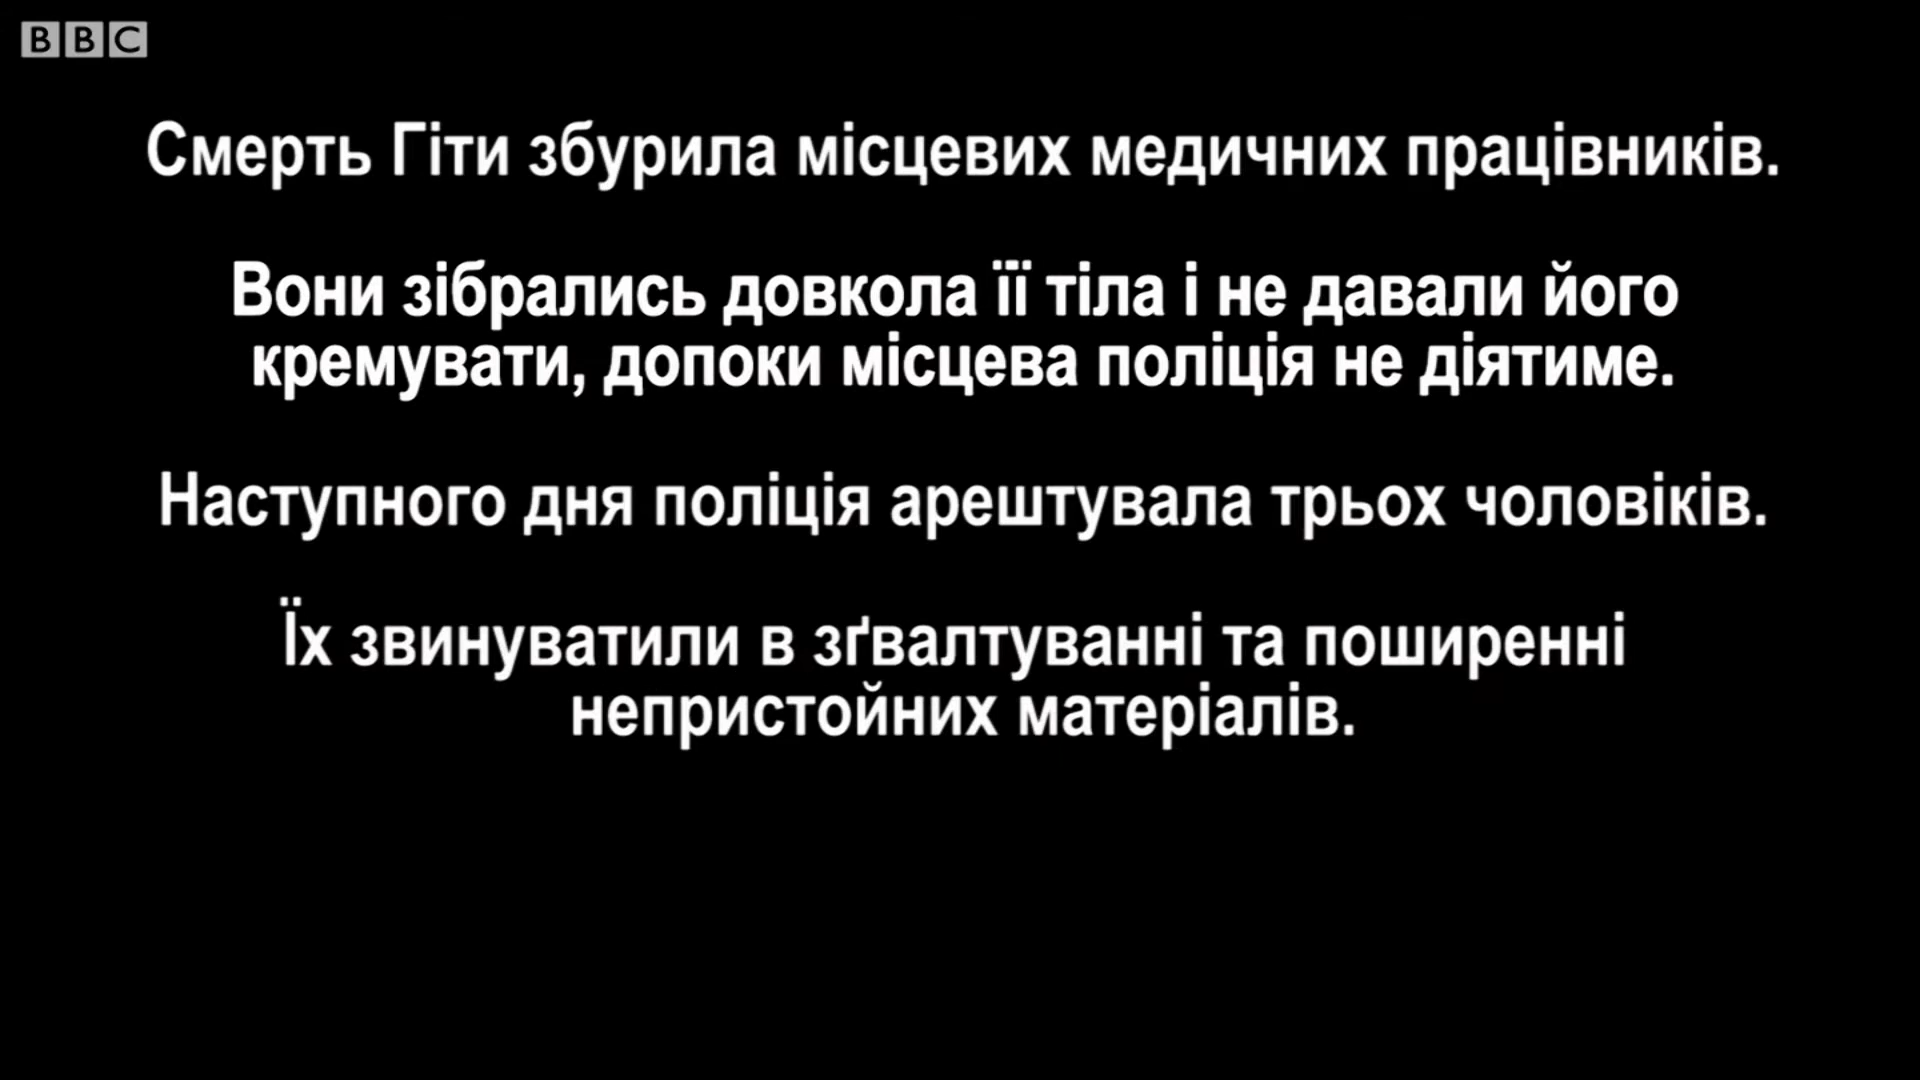 BBC
Смерть Гіти збурила місцевих медичних працівників.
Вони зібрались довкола її тіла і не давали його
кремувати, допоки місцева поліція не діятиме.
Наступного дня поліція арештувала трьох чоловіків.
Їх звинуватили в зґвалтуванні та поширенні
непристойних матеріалів.